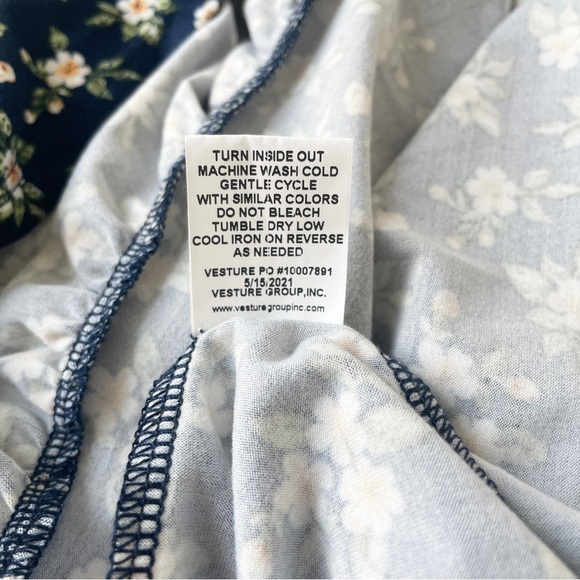 TURN INSIDE OUT
MACHINE WASH COLD
GENTLE CYCLE
WITH SIMILAR COLORS
DO NOT BLEACH
TUMBLE DRY LOW
COOL IRON ON REVERSE
AS NEEDED
VESTURE PO #10007891
5/15/2021
VESTURE GROUP,INC.
www.vesturegroupinc.com